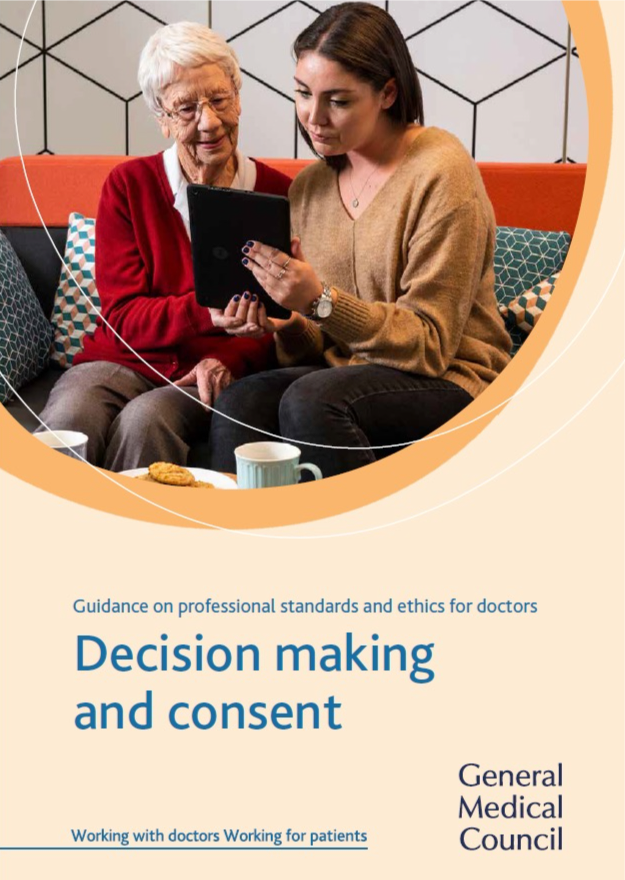 Guidance on professional standards and ethics for doctors
Decision making
and consent
General
Medical
Council
Working with doctors Working for patients